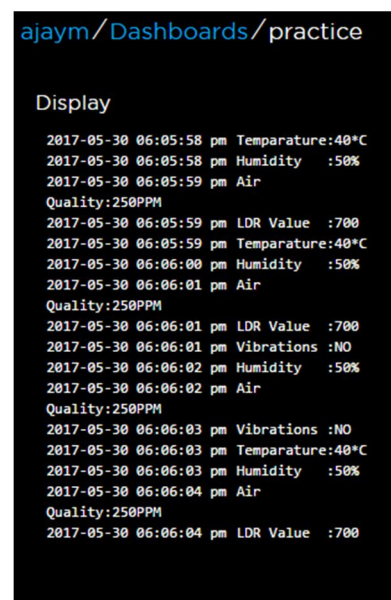 ajaym/Dashboards/practice
Display
2017-05-30 06:05:58 pm Temparature:40*C
2017-05-30 06:05:58 pm Humidity   :50%
2017-05-30 06:05:59 pm Air
Quality:250PPM
2017-05-30 06:05:59 pm LDR Value  :700
2017-05-30 06:05:59 pm Temparature:40*C
2017-05-30 06:06:00 pm Humidity   :50%
2017-05-30 06:06:01 pm Air
Quality:250PPM
2017-05-30 06:06:01 pm LDR Value  :700
2017-05-30 06:06:01 pm Vibrations :NO
2017-05-30 06:06:02 pm Humidity   :50%
2017-05-30 06:06:02 pm Air
Quality:250PPM
2017-05-30 06:06:03 pm Vibrations :NO
2017-05-30 06:06:03 pm Temparature:40*C
2017-05-30 06:06:03 pm Humidity   :50%
2017-05-30 06:06:04 pm Air
Quality:250PPM
2017-05-30 06:06:04 pm LDR Value  :700